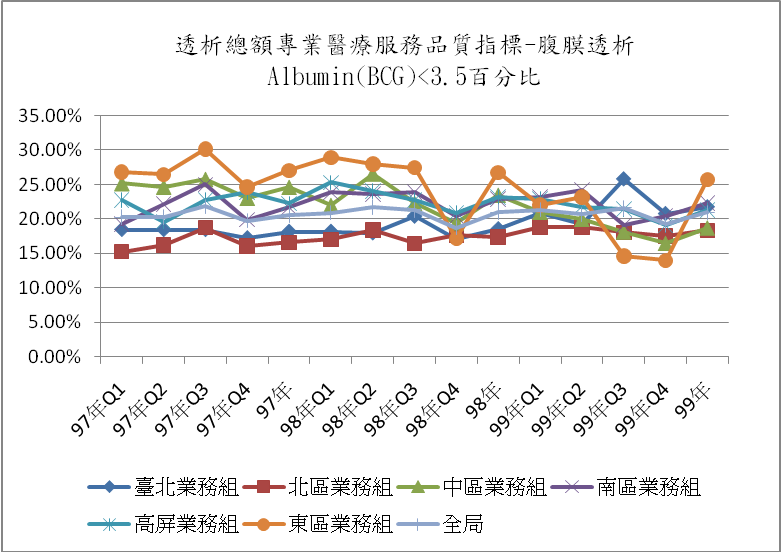 透析總額專業醫療服務品質指標-腹膜透析
Albumin(BCG)<3.5百分比
35.00%
30.00%
25.00%
20.00%
15.00%
10.00%
5.00%
0.00%
97年Q1
97年Q2
97年Q3
97年Q4
97年
98年Q1
98年Q2
98年Q3
98年Q4
98年
99年Q1
99年Q2
99年Q3
99年Q4
99年
臺北業務組 北區業務組 中區業務組 南區業務組
高屏業務組 東區業務組 全局